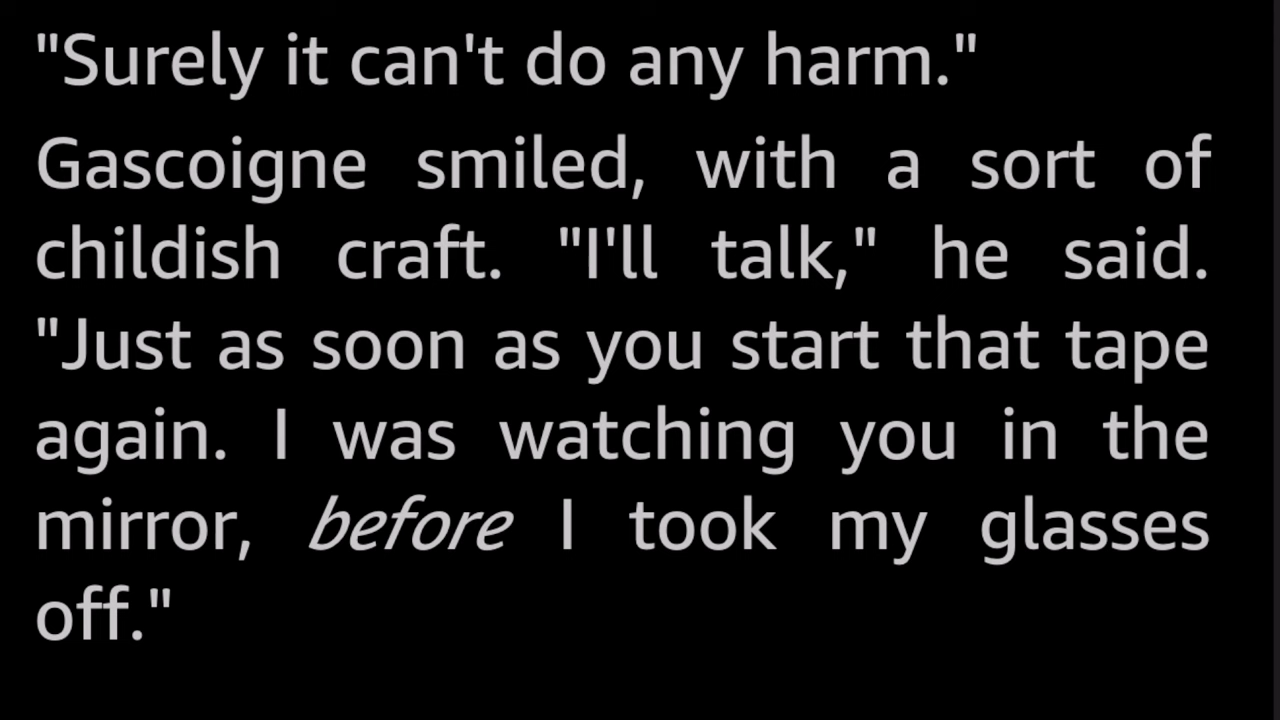 "Surely it can't do any harm."
Gascoigne smiled, with a sort of
childish craft. "I'll talk," he said.
"Just as soon as you start that tape
again. I was watching you in the
mirror, before I took my glasses
off."